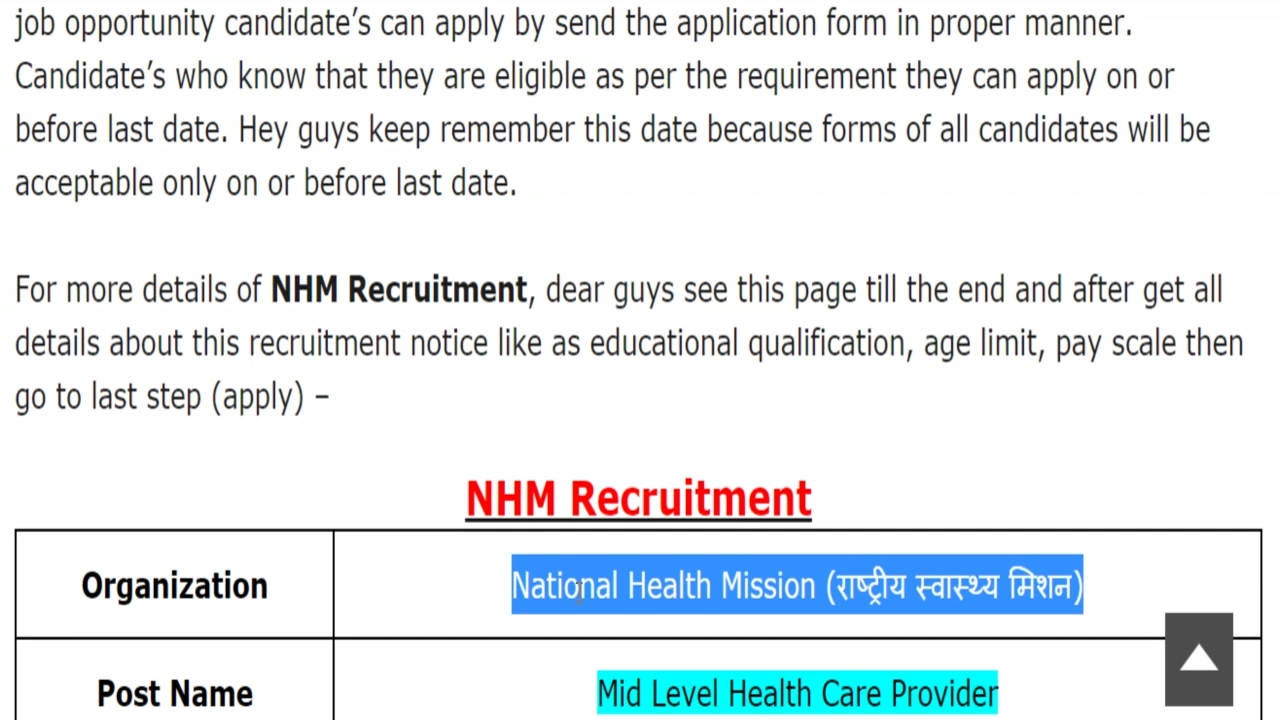 job opportunity candidate’s can apply by send the application form in proper manner.
Candidate’s who know that they are eligible as per the requirement they can apply on or
before last date. Hey guys keep remember this date because forms of all candidates will be
acceptable only on or before last date.
For more details of NHM Recruitment, dear guys see this page till the end and after get all
details about this recruitment notice like as educational qualification, age limit, pay scale then
go to last step (apply) –
NHM Recruitment
Organization National Health Mission (राष्ट्रीय स्वास्थ्य मिशन)
Post Name Mid Level Health Care Provider